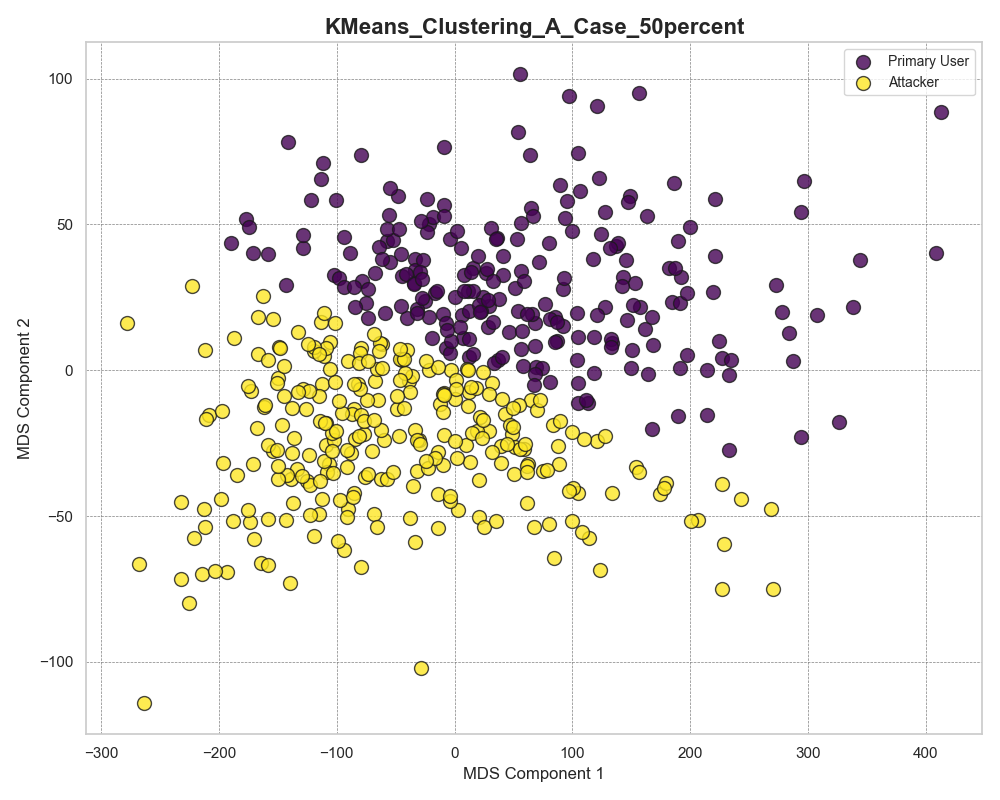 KMeans_Clustering_A_Case_50percent
Primary User
Attacker
100
50
0
−50
−100
MDS Component 2
−300
−200
−100
0
100
200
300
400
MDS Component 1